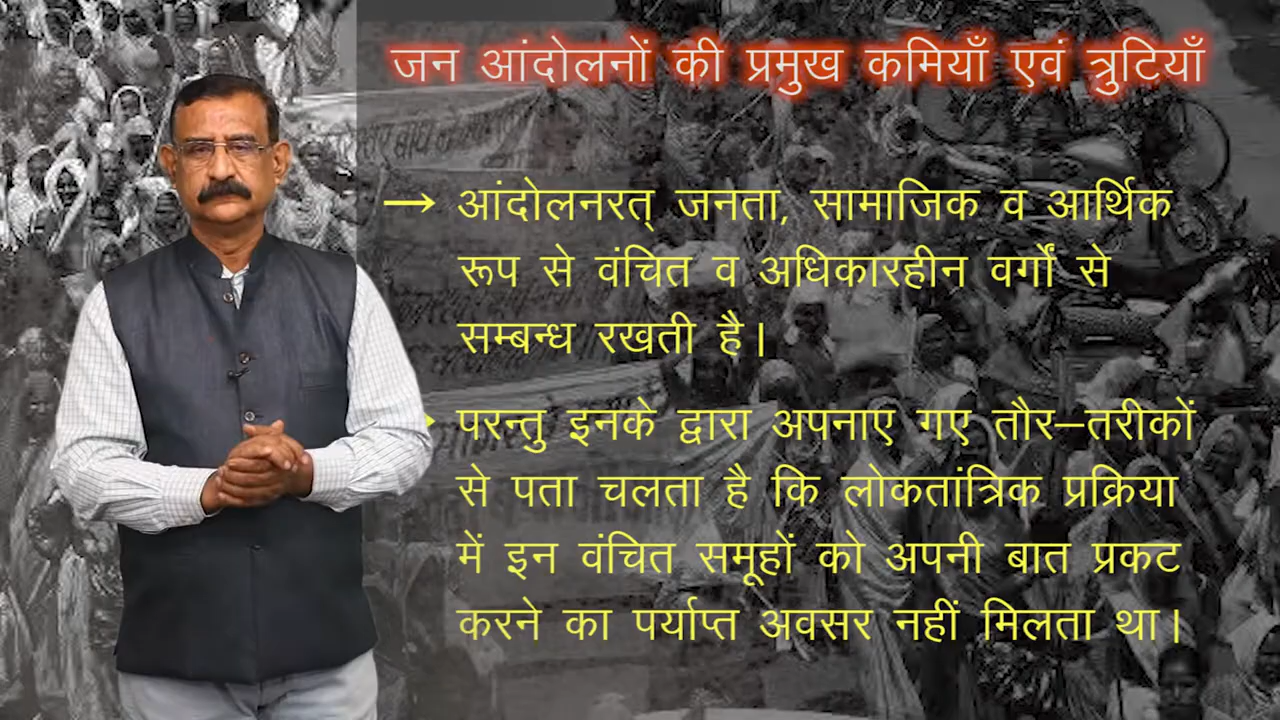 जन आंदोलनों की प्रमुख कमियाँ एवं त्रुटियाँ
→ आंदोलनरत् जनता, सामाजिक व आर्थिक
रूप से वंचित व अधिकारहीन वर्गों से
सम्बन्ध रखती है।
परन्तु इनके द्वारा अपनाए गए तौर–तरीकों
से पता चलता है कि लोकतांत्रिक प्रक्रिया
में इन वंचित समूहों को अपनी बात प्रकट
करने का पर्याप्त अवसर नहीं मिलता था।